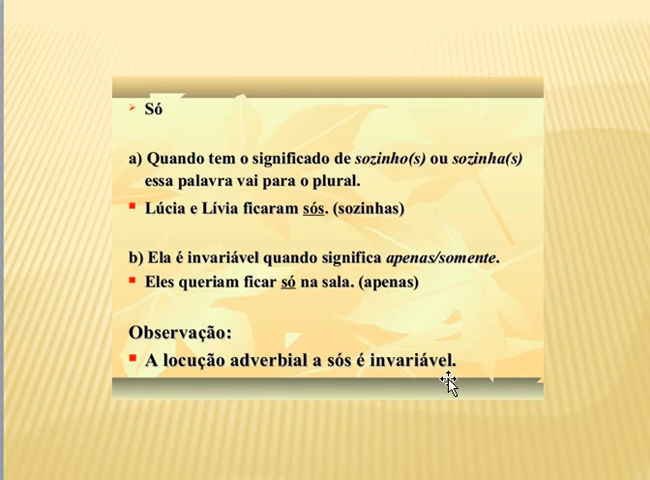 Só
a) Quando tem o significado de sozinho(s) ou sozinha(s)
essa palavra vai para o plural.
Lúcia e Lívia ficaram sós. (sozinhas)
b) Ela é invariável quando significa apenas/somente.
Eles queriam ficar só na sala. (apenas)
Observação:
A locução adverbial a sós é invariável.